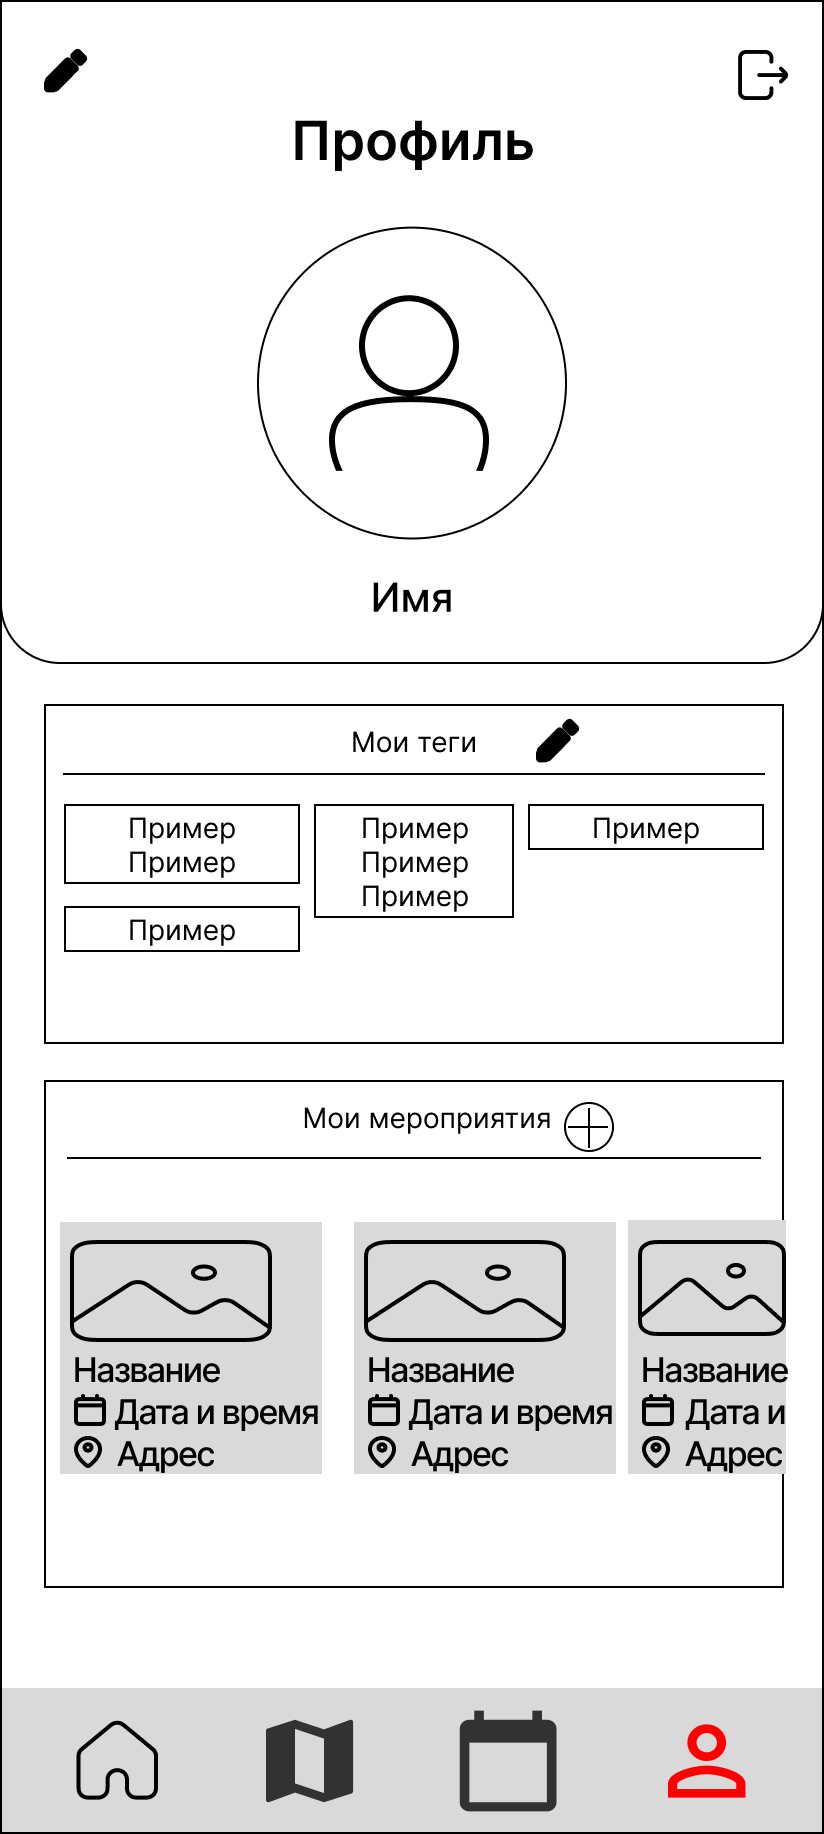 Профиль
Имя
Мои теги
Пример
Пример
Пример
Пример
Пример
Пример
Пример
Мои мероприятия
Название
Дата и время
Адрес
Название
Дата и время
Адрес
Название
Дата и
Адрес